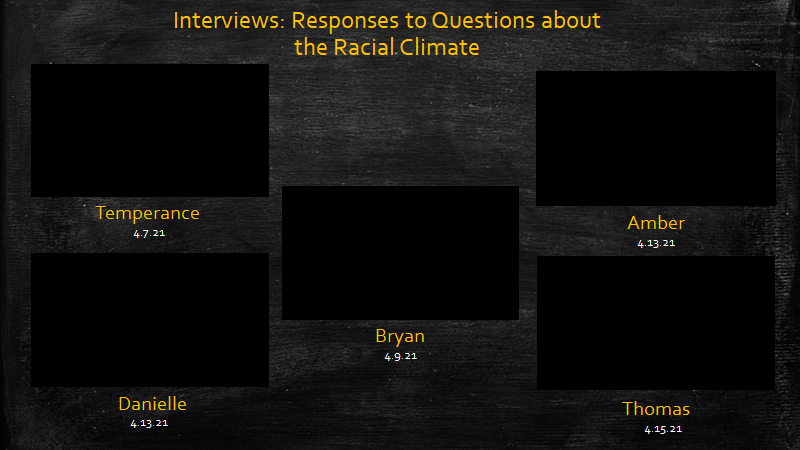 Interviews: Responses to Questions about
the Racial Climate
Temperance
4.7.21
Danielle
4.13.21
Bryan
4.9.21
Amber
4.13.21
Thomas
4.15.21